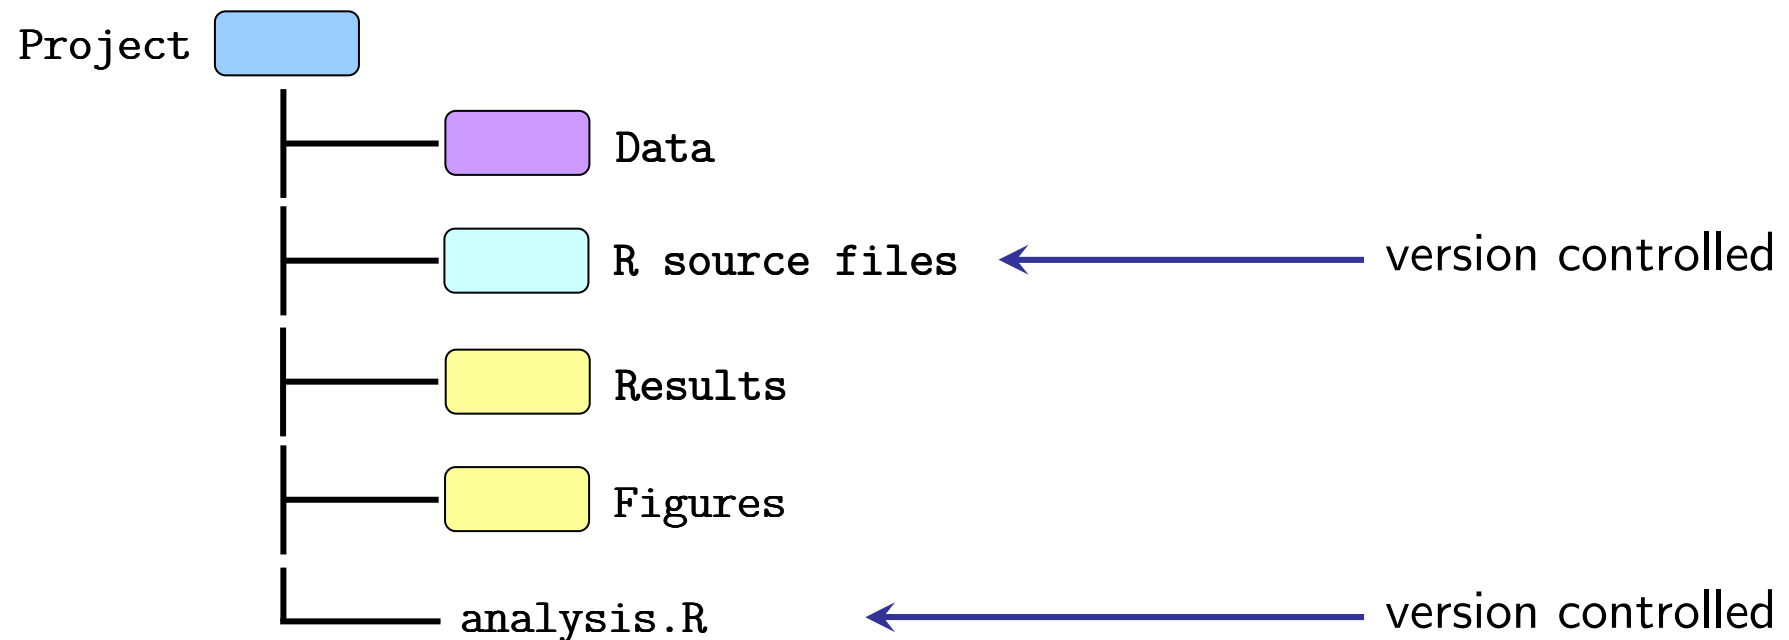 Project
Data
R source files
version controlled
Results
Figures
analysis.R
version controlled